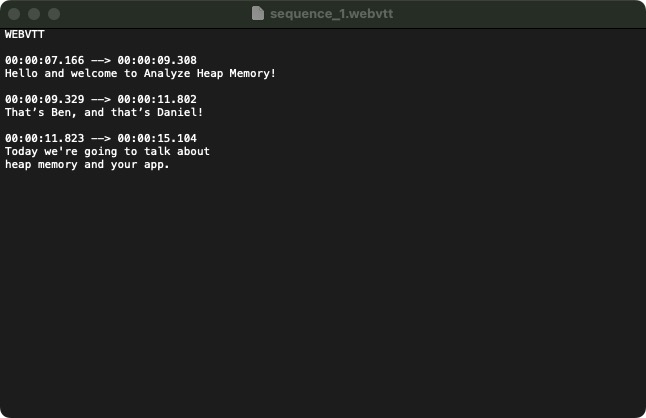 sequence_1.webvtt
WEBVTT
00:00:07.166 --> 00:00:09.308
Hello and welcome to Analyze Heap Memory!
00:00:09.329 --> 00:00:11.802
That’s Ben, and that’s Daniel!
00:00:11.823 --> 00:00:15.104
Today we're going to talk about
heap memory and your app.